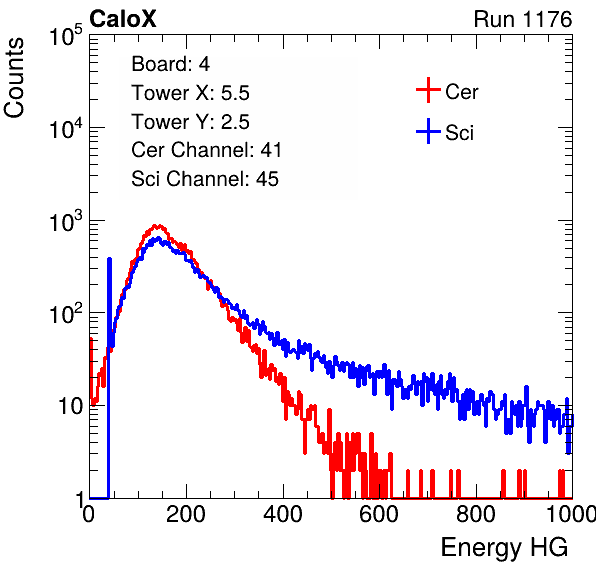 CaloX
Run 1176
Counts
Board: 4
Tower X: 5.5
Tower Y: 2.5
Cer Channel: 41
Sci Channel: 45
Cer
Sci
10^5
10^4
10^3
10^2
10
1
0 200 400 600 800 1000
Energy HG